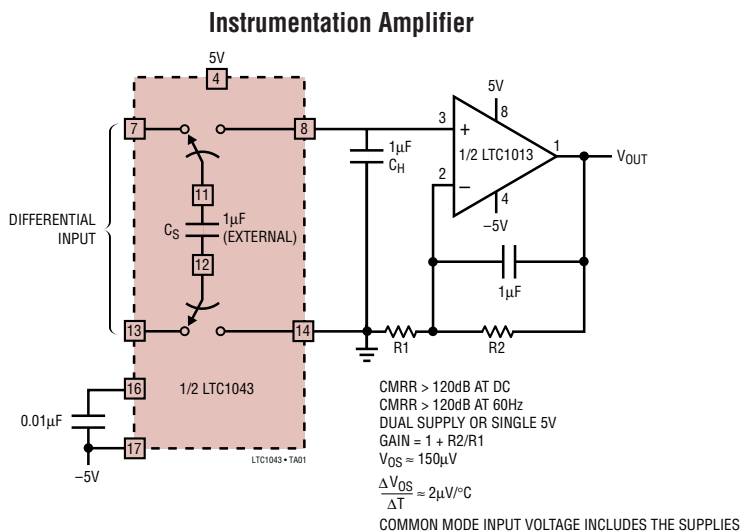 Instrumentation Amplifier
5V
4
7
8
11
CS
1µF
(EXTERNAL)
12
DIFFERENTIAL
INPUT
13
14
16
1/2 LTC1043
0.01µF
17
–5V
LTC1043 • TA01
1µF
CH
5V
3
8
+
1/2 LTC1013
1
VOUT
2
–
4
–5V
1µF
R1
R2
CMRR > 120dB AT DC
CMRR > 120dB AT 60Hz
DUAL SUPPLY OR SINGLE 5V
GAIN = 1 + R2/R1
VOS ≈ 150µV
∆VOS
∆T
≈ 2µV/°C
COMMON MODE INPUT VOLTAGE INCLUDES THE SUPPLIES